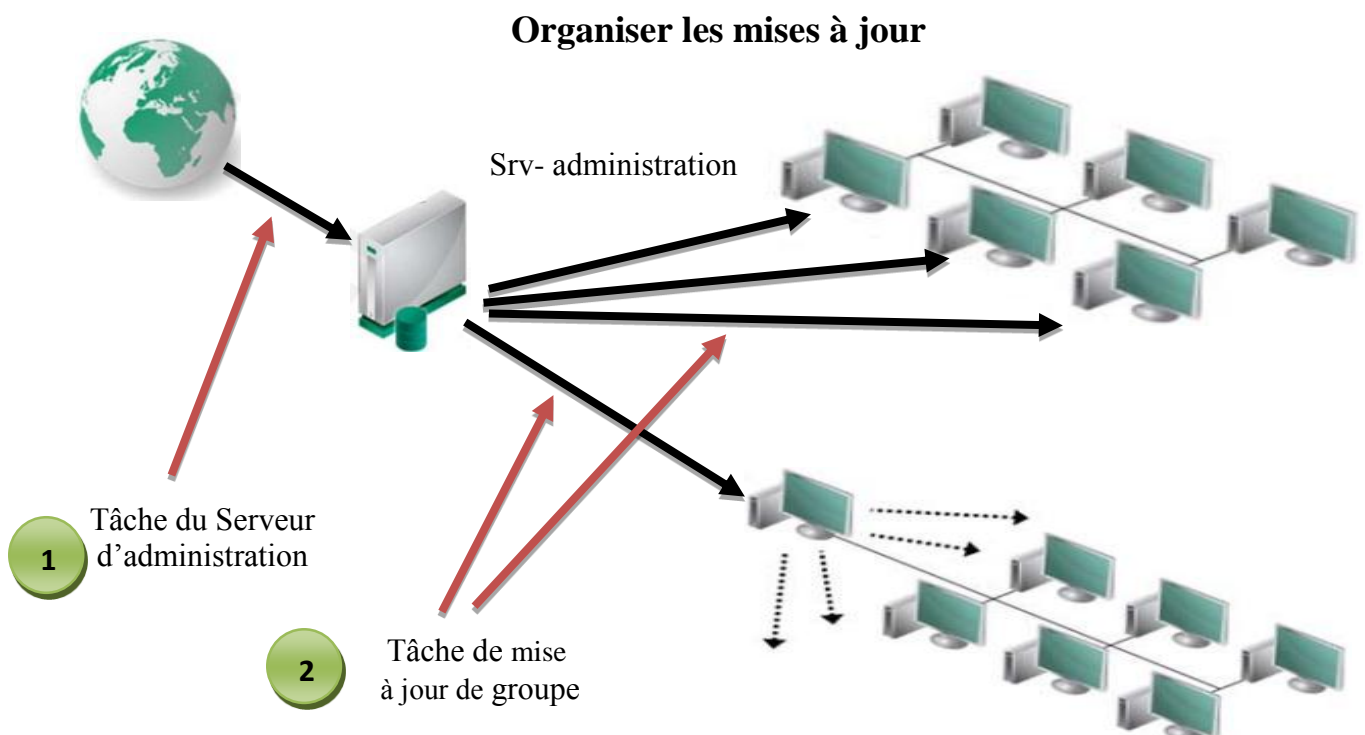 Organiser les mises à jour
Srv- administration
1
Tâche du Serveur
d’administration
2
Tâche de mise
à jour de groupe